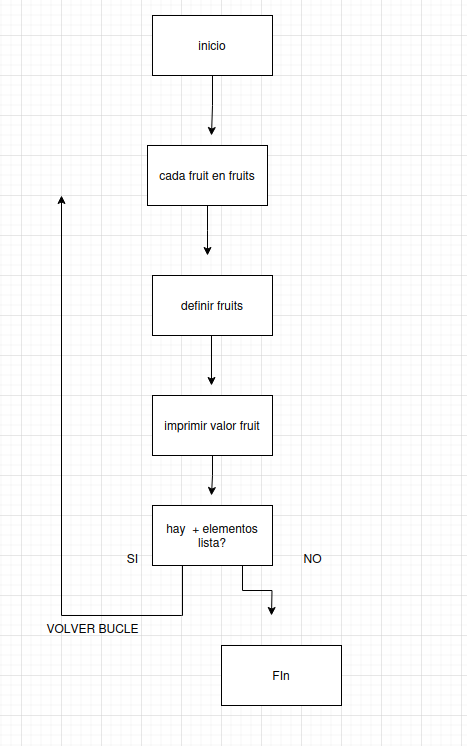 inicio
cada fruit en fruits
definir fruits
imprimir valor fruit
hay + elementos
lista?
SI
NO
VOLVER BUCLE
FIn